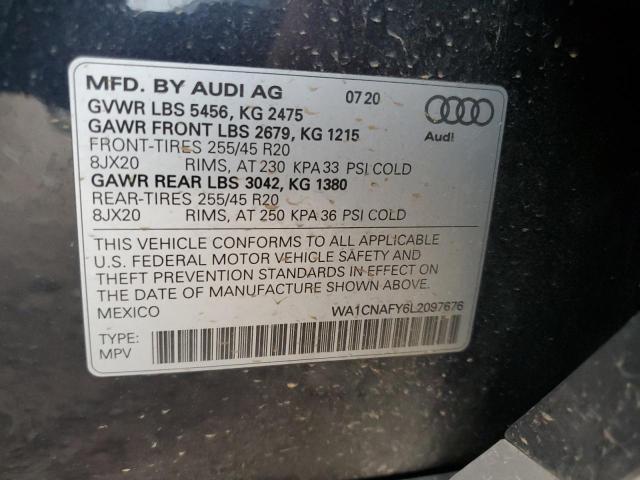 MFD. BY AUDI AG 07 20
GVWR LBS 5456, KG 2475
GAWR FRONT LBS 2679, KG 1215
FRONT-TIRES 255/45 R20
8JX20 RIMS, AT 230 KPA 33 PSI COLD
GAWR REAR LBS 3042, KG 1380
REAR-TIRES 255/45 R20
8JX20 RIMS, AT 250 KPA 36 PSI COLD
Audi
THIS VEHICLE CONFORMS TO ALL APPLICABLE
U.S. FEDERAL MOTOR VEHICLE SAFETY AND
THEFT PREVENTION STANDARDS IN EFFECT ON
THE DATE OF MANUFACTURE SHOWN ABOVE.
MEXICO WA1CNAFY6L2097676
TYPE:
MPV